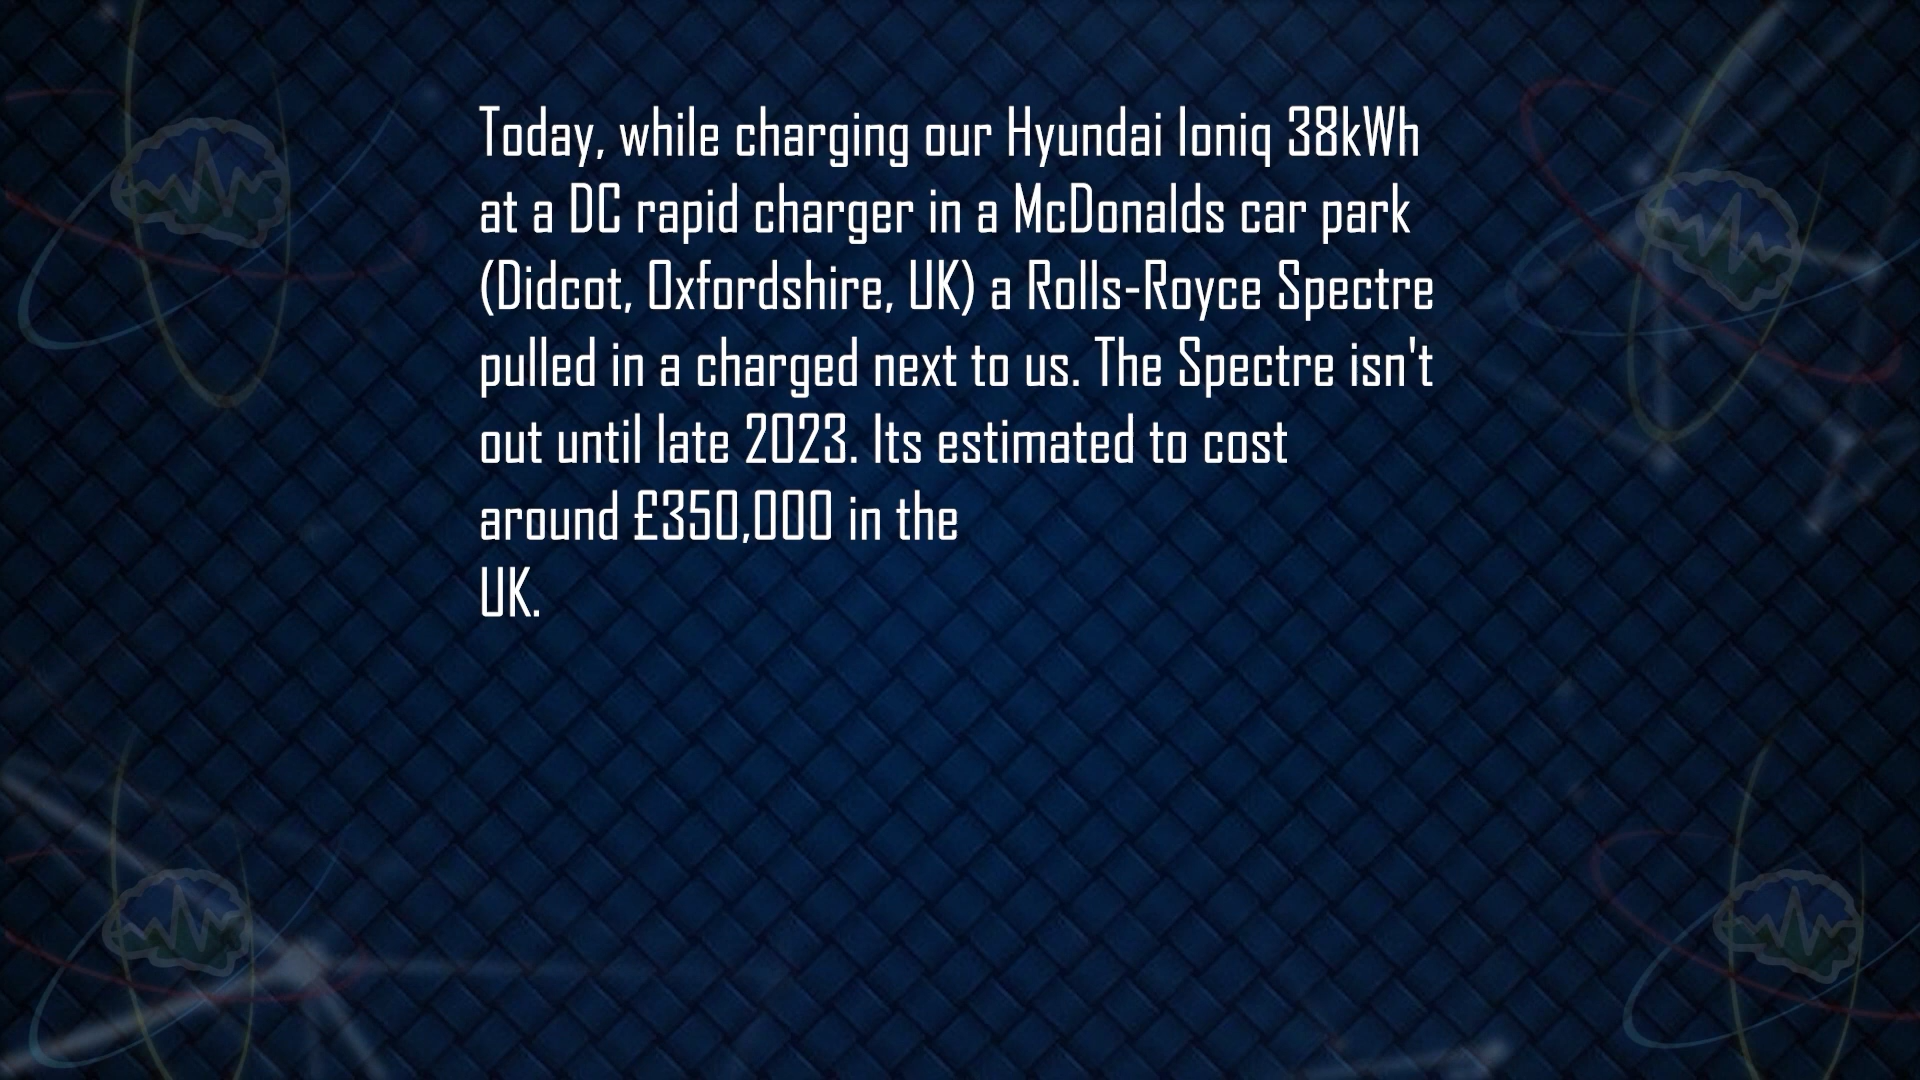 Today, while charging our Hyundai Ioniq 38kWh
at a DC rapid charger in a McDonalds car park
(Didcot, Oxfordshire, UK) a Rolls-Royce Spectre
pulled in a charged next to us. The Spectre isn't
out until late 2023. Its estimated to cost
around £350,000 in the
UK.